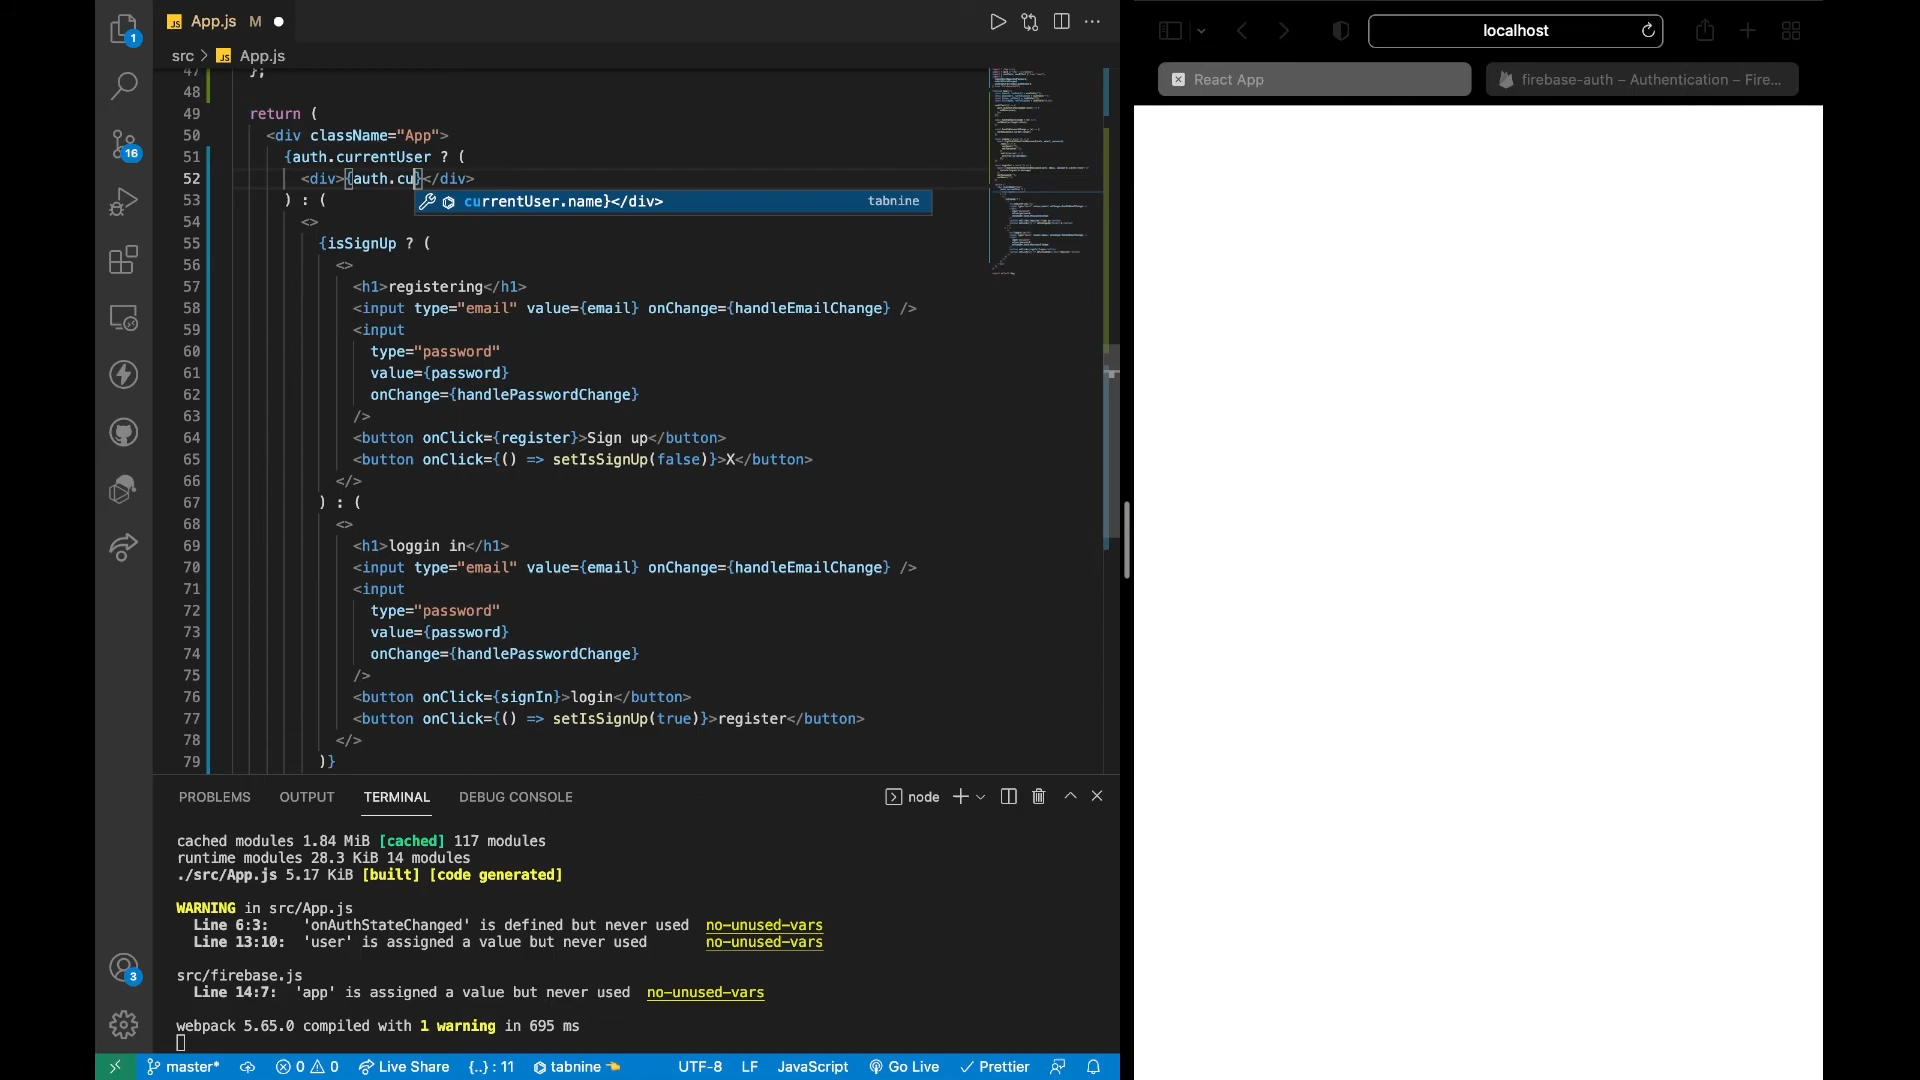 App.js M
src > App.js
1
16
3
47 };
48
49 return (
50 <div className="App">
51 {auth.currentUser ? (
52 <div>{auth.cu}</div>
currentUser.name}</div> tabnine
53 ) : (
54 <>
55 {isSignUp ? (
56 <>
57 <h1>registering</h1>
58 <input type="email" value={email} onChange={handleEmailChange} />
59 <input
60 type="password"
61 value={password}
62 onChange={handlePasswordChange}
63 />
64 <button onClick={register}>Sign up</button>
65 <button onClick={() => setIsSignUp(false)}>X</button>
66 </>
67 ) : (
68 <>
69 <h1>loggin in</h1>
70 <input type="email" value={email} onChange={handleEmailChange} />
71 <input
72 type="password"
73 value={password}
74 onChange={handlePasswordChange}
75 />
76 <button onClick={signIn}>login</button>
77 <button onClick={() => setIsSignUp(true)}>register</button>
78 </>
79 )}
PROBLEMS OUTPUT TERMINAL DEBUG CONSOLE node
cached modules 1.84 MiB [cached] 117 modules
runtime modules 28.3 KiB 14 modules
./src/App.js 5.17 KiB [built] [code generated]
WARNING in src/App.js
Line 6:3: 'onAuthStateChanged' is defined but never used no-unused-vars
Line 13:10: 'user' is assigned a value but never used no-unused-vars
src/firebase.js
Line 14:7: 'app' is assigned a value but never used no-unused-vars
webpack 5.65.0 compiled with 1 warning in 695 ms
master* 0 0 Live Share {..} : 11 tabnine UTF-8 LF JavaScript Go Live Prettier
localhost
React App
firebase-auth – Authentication – Fire...